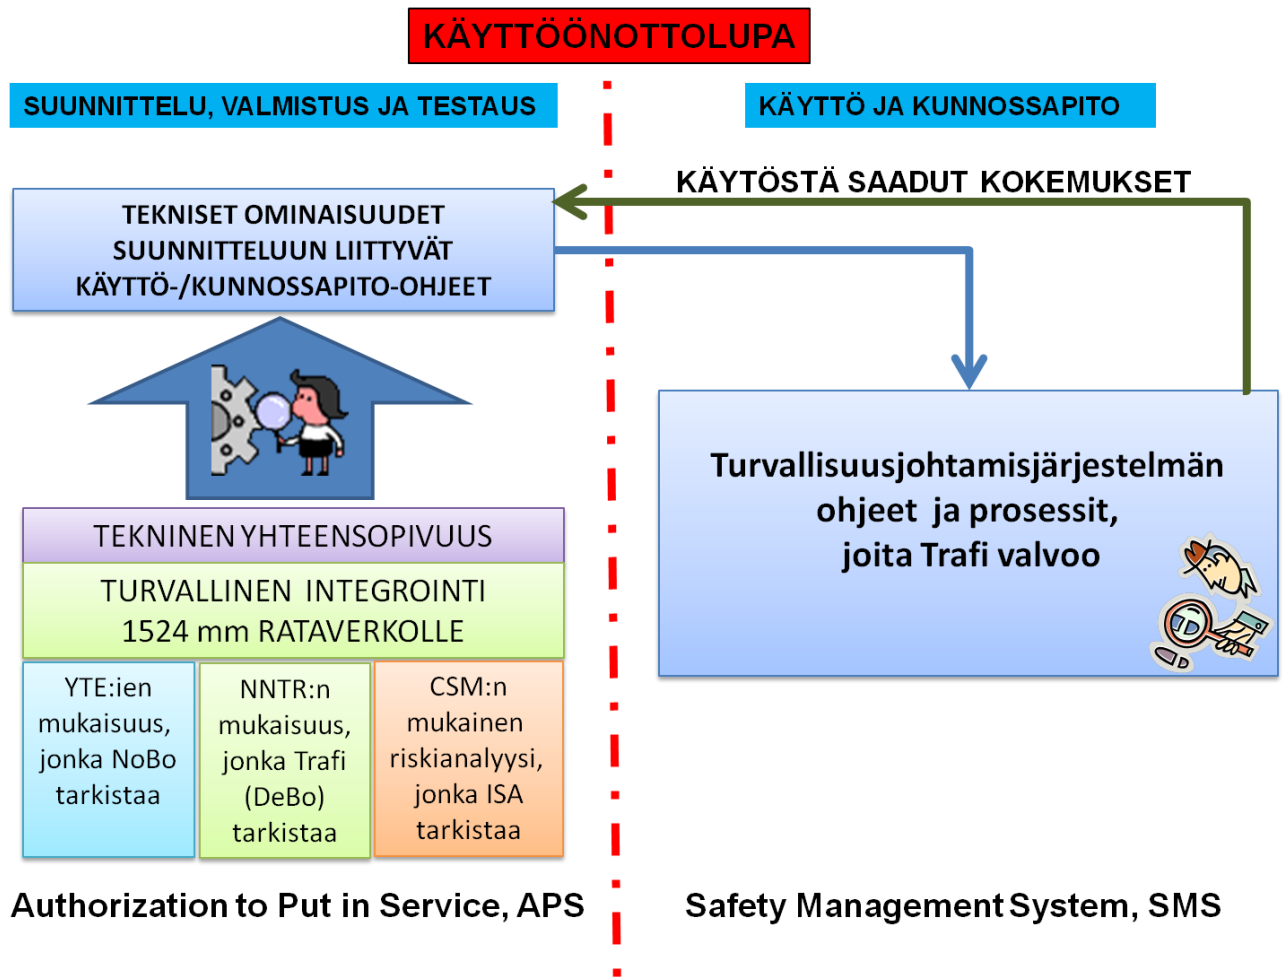 KÄYTTÖÖNOTTOLUPA
SUUNNITTELU, VALMISTUS JA TESTAUS
KÄYTTÖ JA KUNNOSSAPITO
KÄYTÖSTÄ SAADUT KOKEMUKSET
TEKNISET OMINAISUUDET
SUUNNITTELUUN LIITTYVÄT
KÄYTTÖ-/KUNNOSSAPITO-OHJEET
Turvallisuusjohtamisjärjestelmän
ohjeet ja prosessit,
joita Trafi valvoo
TEKNINEN YHTEENSOPIVUUS
TURVALLINEN INTEGROINTI
1524 mm RATAVERKOLLE
YTE:ien
mukaisuus,
jonka NoBo
tarkistaa
NNTR:n
mukaisuus,
jonka Trafi
(DeBo)
tarkistaa
CSM:n
mukainen
riskianalyysi,
jonka ISA
tarkistaa
Authorization to Put in Service, APS
Safety Management System, SMS